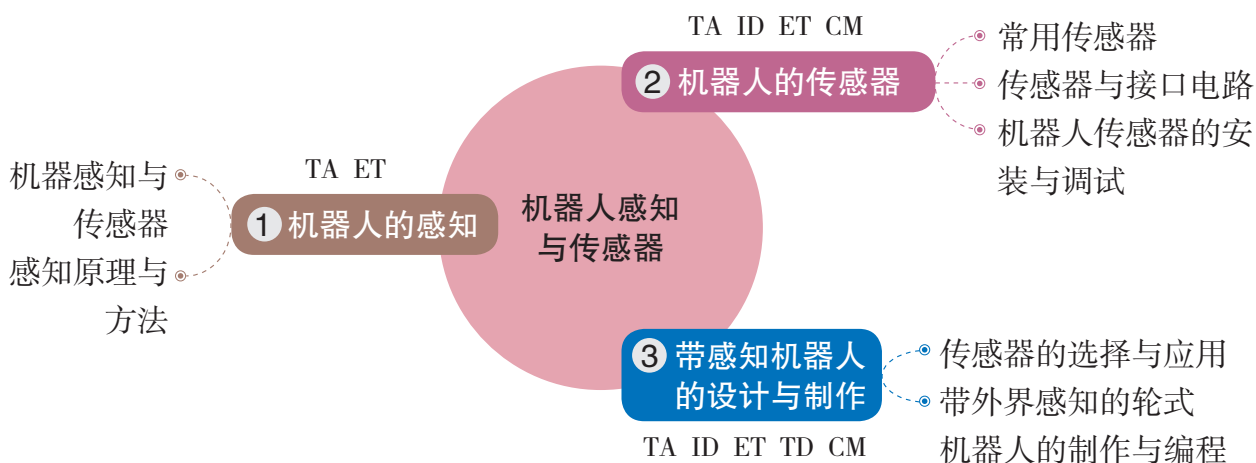 机器人感知
与传感器
TA ET
1 机器人的感知
机器感知与
传感器
感知原理与
方法
TA ID ET CM
2 机器人的传感器
常用传感器
传感器与接口电路
机器人传感器的安
装与调试
3 带感知机器人
的设计与制作
TA ID ET TD CM
传感器的选择与应用
带外界感知的轮式
机器人的制作与编程